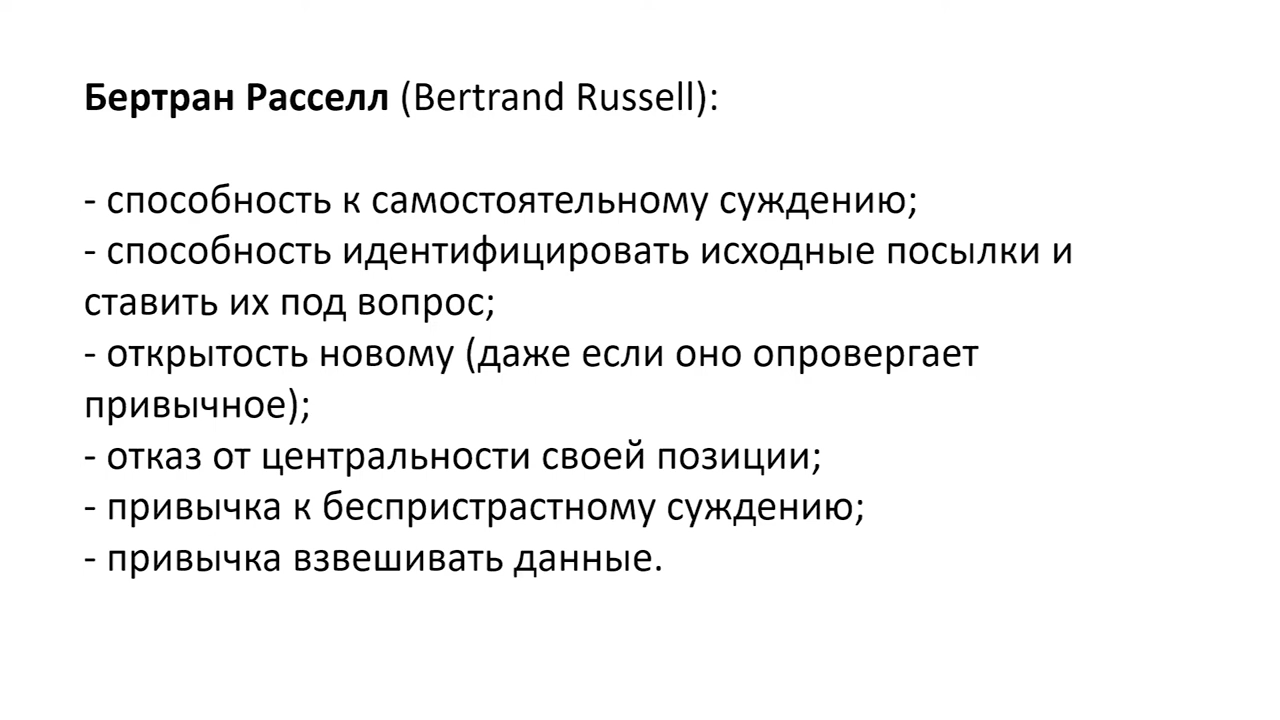 Бертран Расселл (Bertrand Russell):
- способность к самостоятельному суждению;
- способность идентифицировать исходные посылки и
ставить их под вопрос;
- открытость новому (даже если оно опровергает
привычное);
- отказ от центральности своей позиции;
- привычка к беспристрастному суждению;
- привычка взвешивать данные.